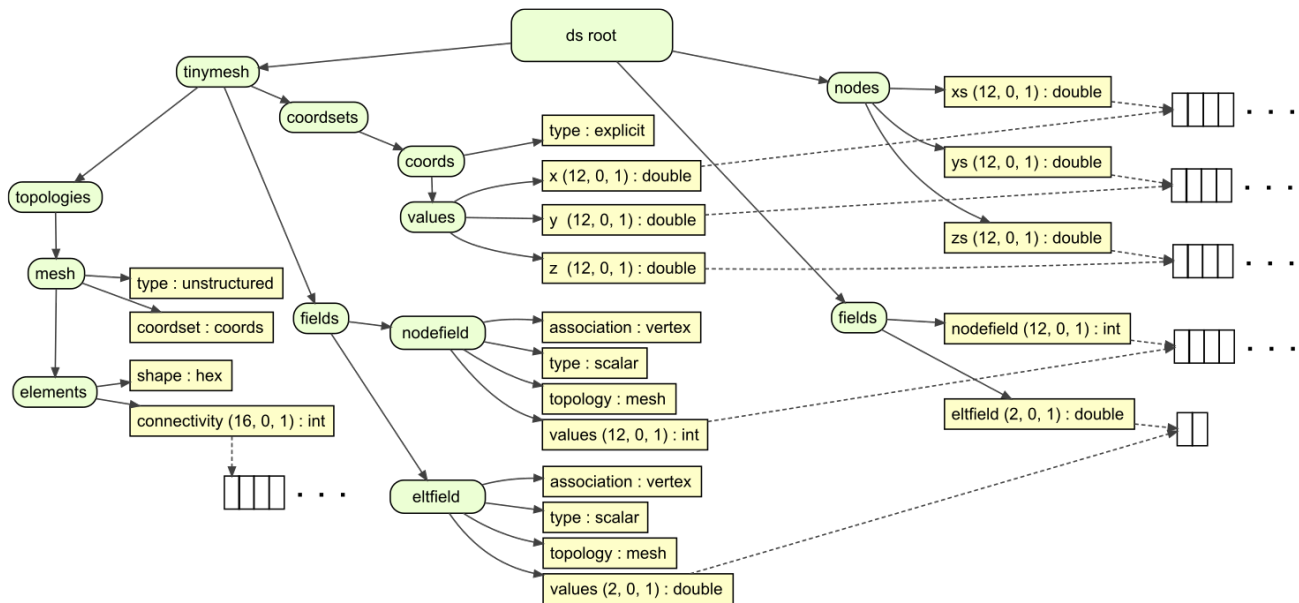 ds root
tinymesh
coordsets
coords
type : explicit
values
x (12, 0, 1) : double
y  (12, 0, 1) : double
z  (12, 0, 1) : double
topologies
mesh
type : unstructured
coordset : coords
elements
shape : hex
connectivity (16, 0, 1) : int
. . .
fields
nodefield
association : vertex
type : scalar
topology : mesh
values (12, 0, 1) : int
eltfield
association : vertex
type : scalar
topology : mesh
values (2, 0, 1) : double
nodes
xs (12, 0, 1) : double
. . .
ys (12, 0, 1) : double
. . .
zs (12, 0, 1) : double
. . .
fields
nodefield (12, 0, 1) : int
. . .
eltfield (2, 0, 1) : double